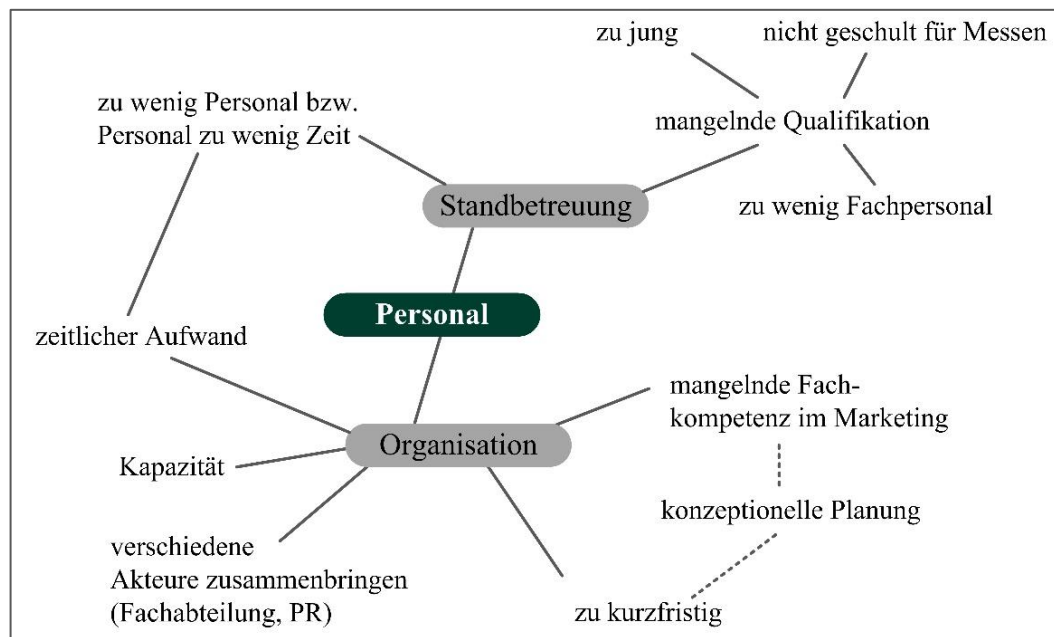 zu jung
nicht geschult für Messen
zu wenig Personal bzw.
Personal zu wenig Zeit
mangelnde Qualifikation
Standbetreuung
zu wenig Fachpersonal
Personal
zeitlicher Aufwand
mangelnde Fach-
kompetenz im Marketing
Organisation
Kapazität
konzeptionelle Planung
verschiedene
Akteure zusammenbringen
(Fachabteilung, PR)
zu kurzfristig